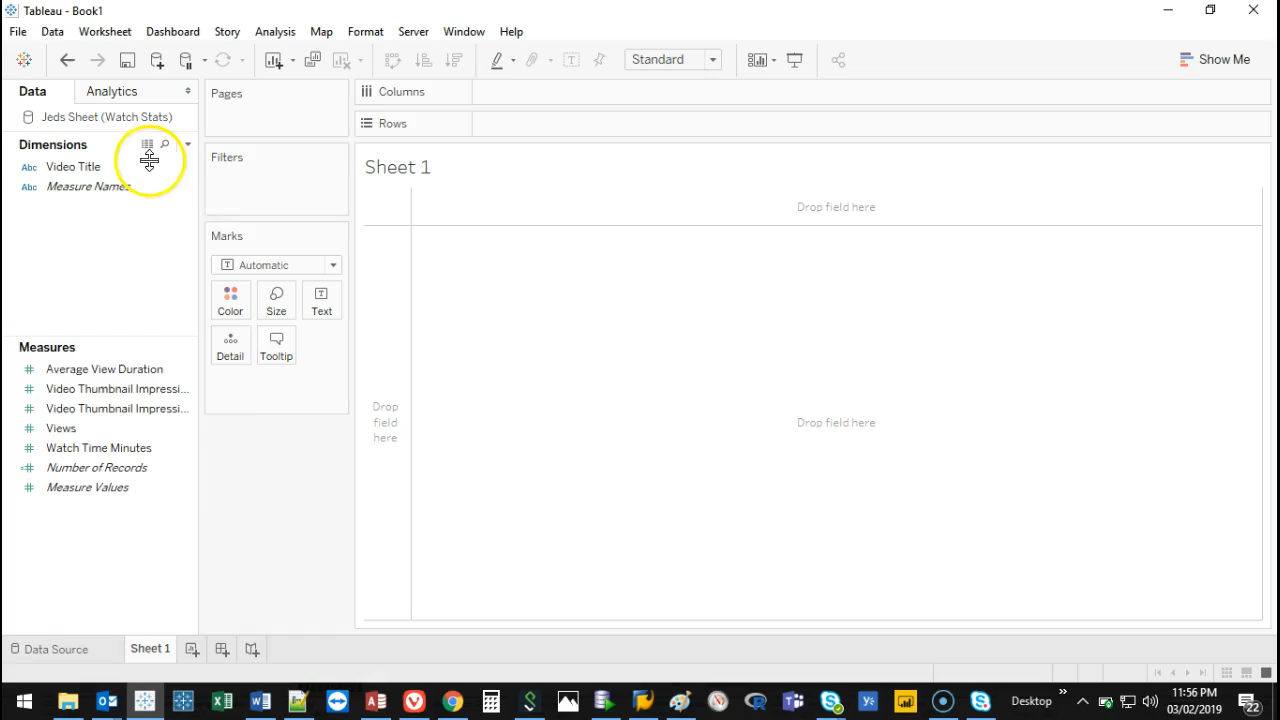 Tableau - Book1
File Data Worksheet Dashboard Story Analysis Map Format Server Window Help
Standard
Show Me
Data Analytics
Pages
Columns
Jeds Sheet (Watch Stats)
Rows
Dimensions
Filters
Abc Video Title
Sheet 1
Abc Measure Names
Drop field here
Marks
Automatic
Color Size Text
Detail Tooltip
Measures
Average View Duration
Video Thumbnail Impressi...
Video Thumbnail Impressi...
Views
Watch Time Minutes
Number of Records
Measure Values
Drop
field
here
Drop field here
Data Source Sheet 1
Desktop
11:56 PM
03/02/2019
22